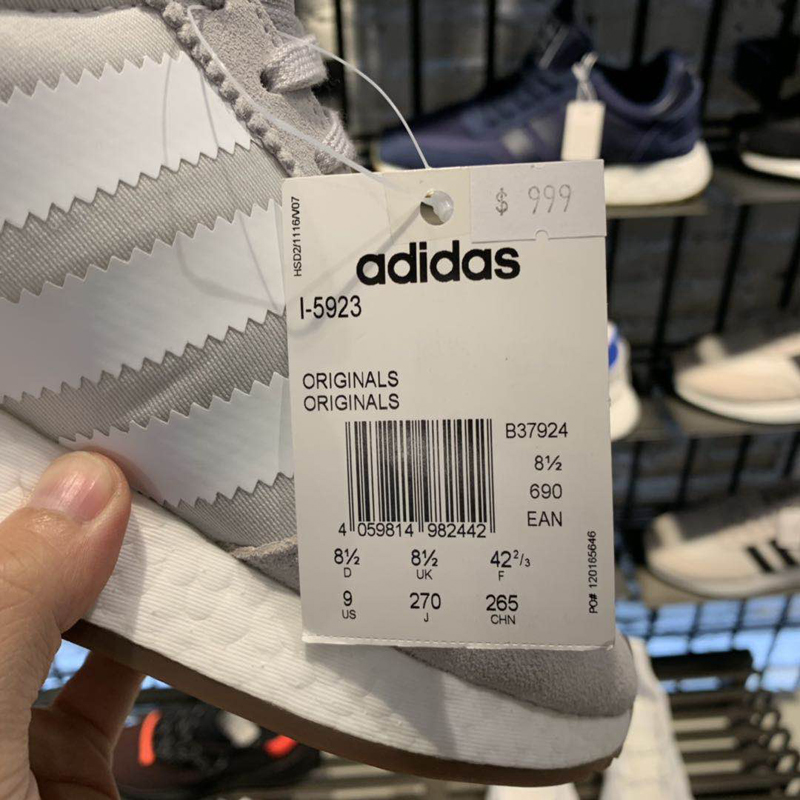 $ 999
HSD2/1116/V07
adidas
I-5923
ORIGINALS
ORIGINALS
B37924
8½
690
EAN
4 059814 982442
8½ 8½ 42²/₃
D UK F
9 270 265
US J CHN
PO# 120165646